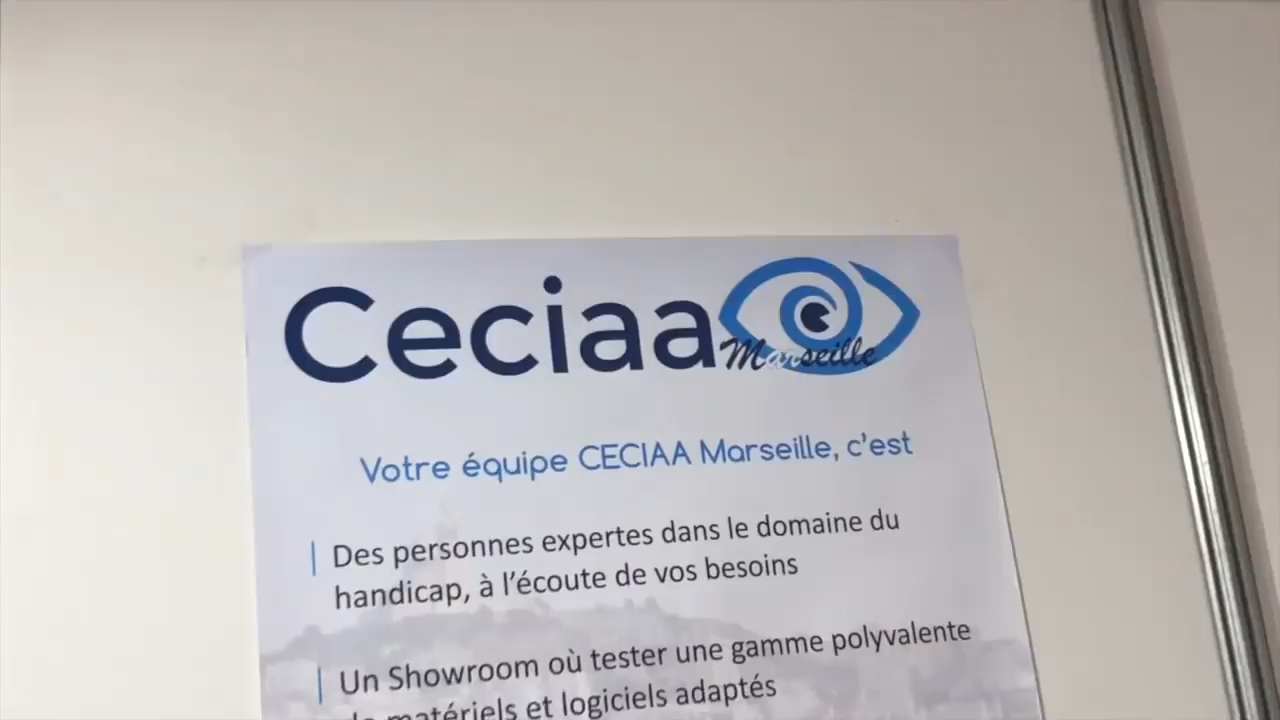 Ceciaa
Marseille
Votre équipe CECIAA Marseille, c'est
Des personnes expertes dans le domaine du
handicap, à l'écoute de vos besoins
Un Showroom où tester une gamme polyvalente
de matériels et logiciels adaptés